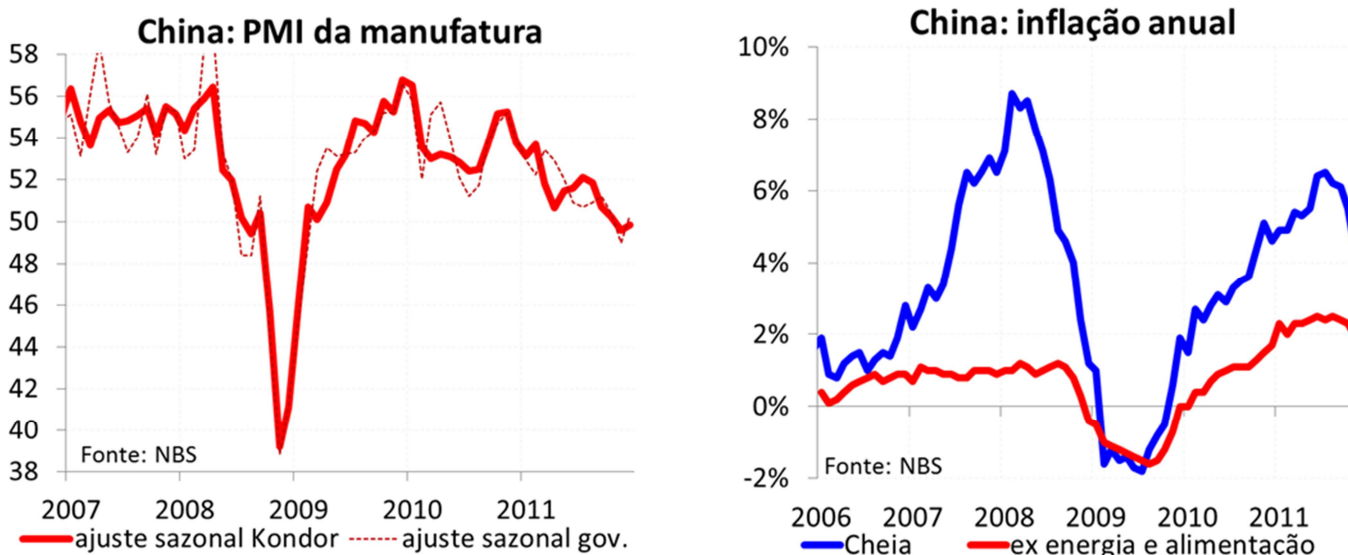 China: PMI da manufatura
58
56
54
52
50
48
46
44
42
40
38
Fonte: NBS
2007 2008 2009 2010 2011
ajuste sazonal Kondor ajuste sazonal gov.
China: inflação anual
10%
8%
6%
4%
2%
0%
-2%
Fonte: NBS
2006 2007 2008 2009 2010 2011
Cheia ex energia e alimentação